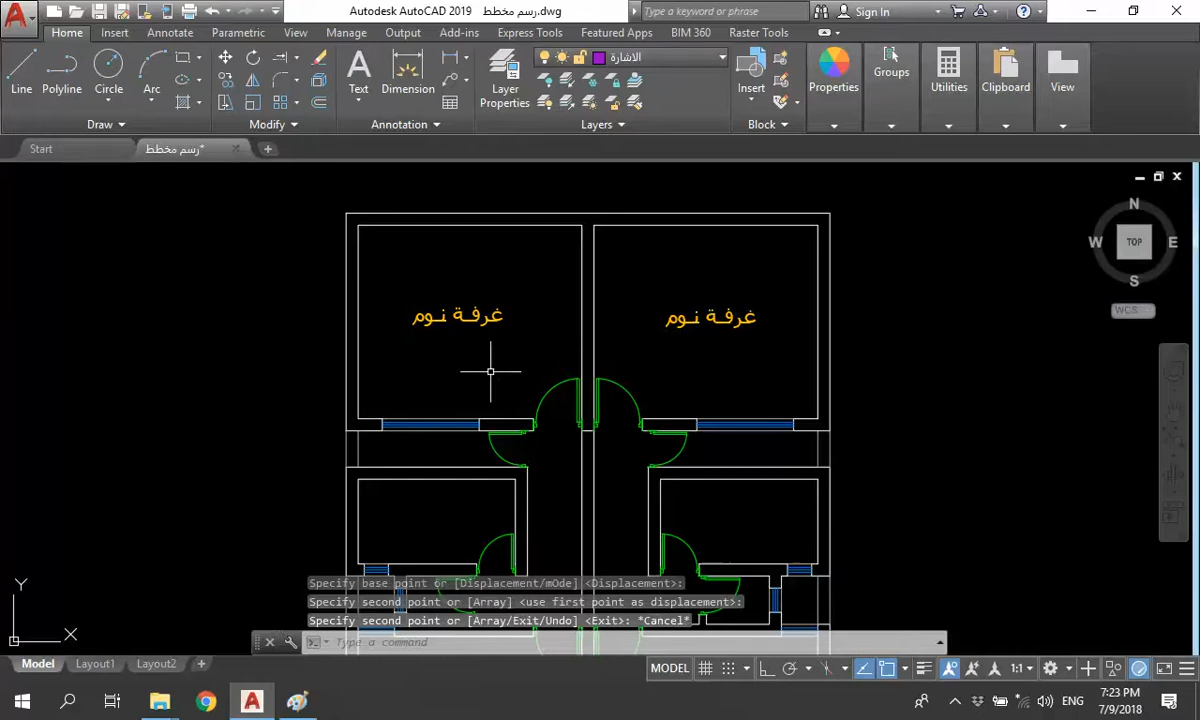 Autodesk AutoCAD 2019 رسم مخطط.dwg
Type a keyword or phrase
Sign In
Home Insert Annotate Parametric View Manage Output Add-ins Express Tools Featured Apps BIM 360 Raster Tools
الاشارة
Line Polyline Circle Arc Text Dimension Layer Properties Insert Properties Groups Utilities Clipboard View
Draw Modify Annotation Layers Block
Start رسم مخطط*
N
W TOP E
S
WCS
غرفة نوم غرفة نوم
Specify base point or [Displacement/mOde] <Displacement>:
Specify second point or [Array] <use first point as displacement>:
Specify second point or [Array/Exit/Undo] <Exit>: *Cancel*
Y
X
Type a command
Model Layout1 Layout2 MODEL 1:1
ENG
7:23 PM
7/9/2018